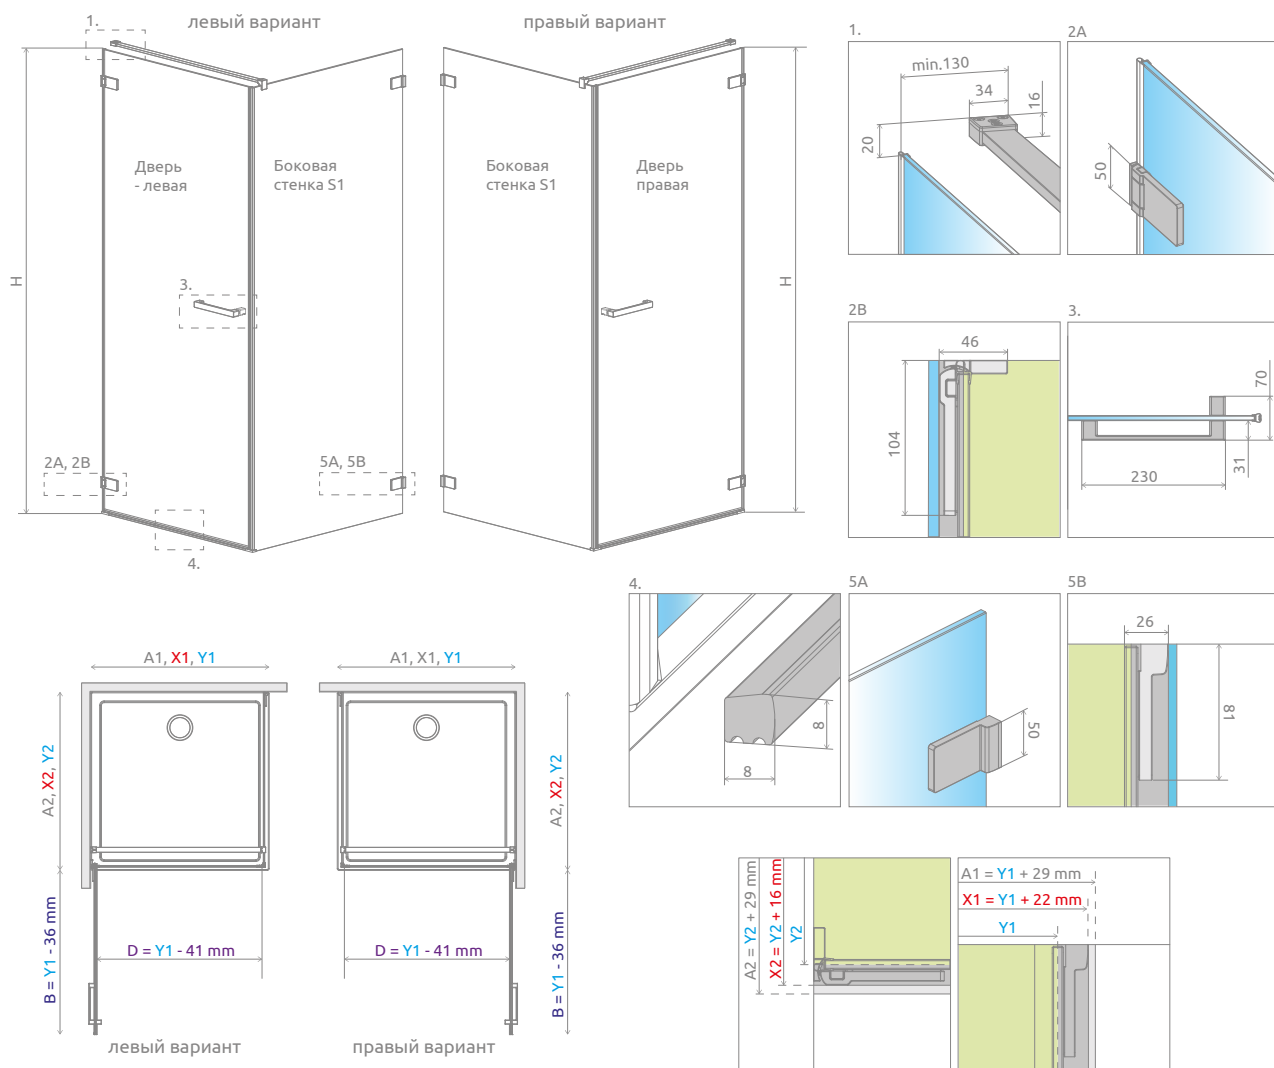 левый вариант
правый вариант
1.
H
Дверь
- левая
Боковая
стенка S1
3.
2A, 2B
5A, 5B
4.
Боковая
стенка S1
Дверь
правая
H
1.
min.130
34
16
20
2A
50
2B
46
104
3.
70
31
230
4.
8
8
5A
50
5B
26
81
A1, X1, Y1
A2, X2, Y2
B = Y1 - 36 mm
D = Y1 - 41 mm
левый вариант
A1, X1, Y1
A2, X2, Y2
B = Y1 - 36 mm
D = Y1 - 41 mm
правый вариант
A2 = Y2 + 29 mm
X2 = Y2 + 16 mm
Y2
A1 = Y1 + 29 mm
X1 = Y1 + 22 mm
Y1